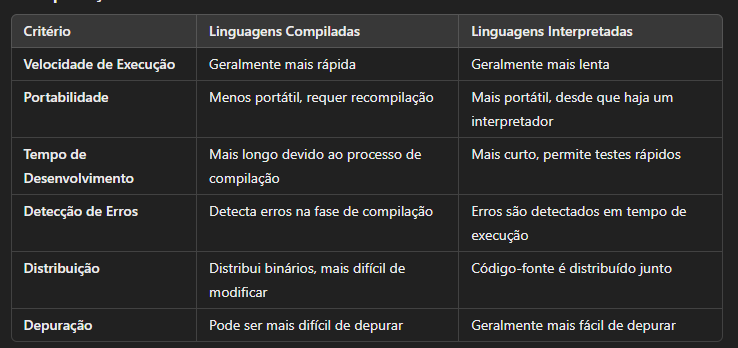 Critério Linguagens Compiladas Linguagens Interpretadas
Velocidade de Execução Geralmente mais rápida Geralmente mais lenta
Portabilidade Menos portátil, requer recompilação Mais portátil, desde que haja um
interpretador
Tempo de Mais longo devido ao processo de Mais curto, permite testes rápidos
Desenvolvimento compilação
Detecção de Erros Detecta erros na fase de compilação Erros são detectados em tempo de
execução
Distribuição Distribui binários, mais difícil de Código-fonte é distribuído junto
modificar
Depuração Pode ser mais difícil de depurar Geralmente mais fácil de depurar